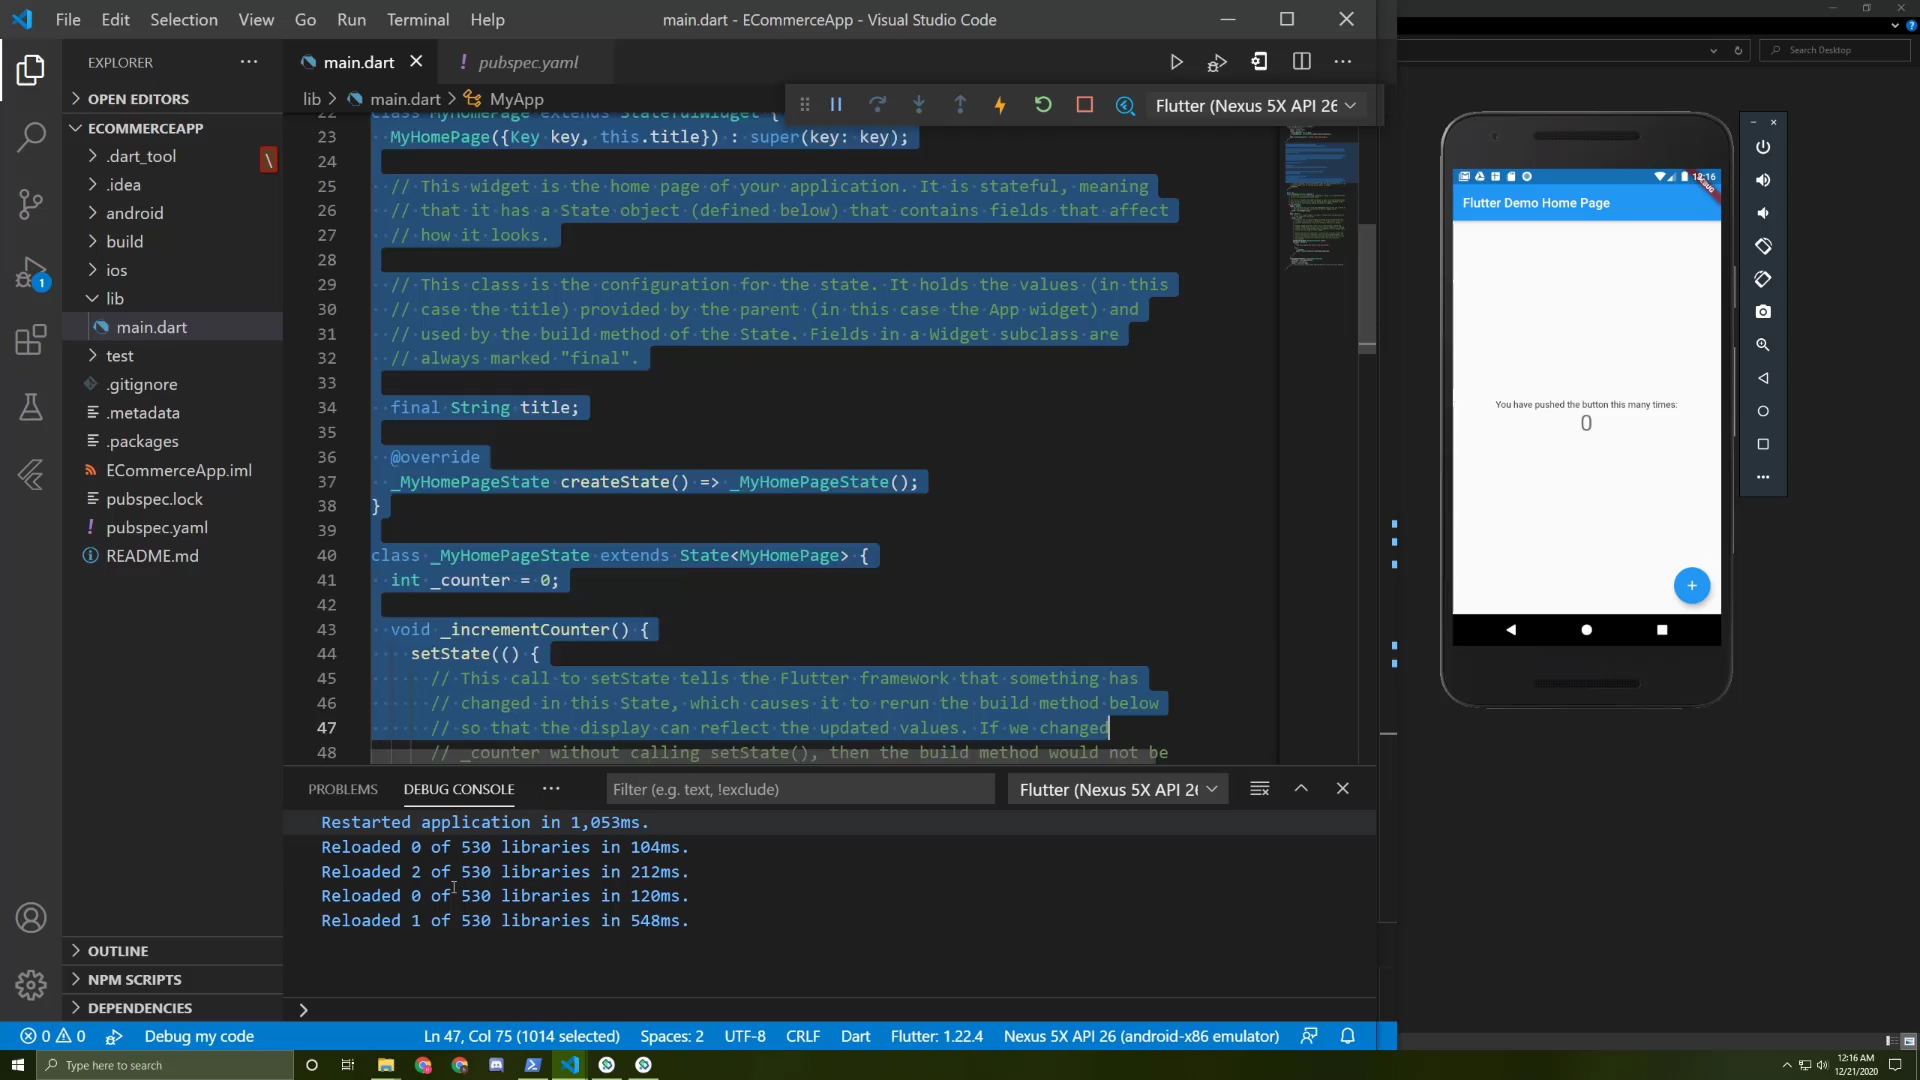 File Edit Selection View Go Run Terminal Help
main.dart - ECommerceApp - Visual Studio Code
Search Desktop
EXPLORER
main.dart
! pubspec.yaml
lib > main.dart > MyApp
Flutter (Nexus 5X API 26
OPEN EDITORS
ECOMMERCEAPP
.dart_tool
.idea
android
build
ios
lib
main.dart
test
.gitignore
.metadata
.packages
ECommerceApp.iml
pubspec.lock
! pubspec.yaml
README.md
OUTLINE
NPM SCRIPTS
DEPENDENCIES
1
22 class MyHomePage extends StatefulWidget {
23 MyHomePage({Key key, this.title}) : super(key: key);
24
25 // This widget is the home page of your application. It is stateful, meaning
26 // that it has a State object (defined below) that contains fields that affect
27 // how it looks.
28
29 // This class is the configuration for the state. It holds the values (in this
30 // case the title) provided by the parent (in this case the App widget) and
31 // used by the build method of the State. Fields in a Widget subclass are
32 // always marked "final".
33
34 final String title;
35
36 @override
37 _MyHomePageState createState() => _MyHomePageState();
38 }
39
40 class _MyHomePageState extends State<MyHomePage> {
41 int _counter = 0;
42
43 void _incrementCounter() {
44 setState(() {
45 // This call to setState tells the Flutter framework that something has
46 // changed in this State, which causes it to rerun the build method below
47 // so that the display can reflect the updated values. If we changed
48 // _counter without calling setState(), then the build method would not be
PROBLEMS DEBUG CONSOLE
Filter (e.g. text, !exclude)
Flutter (Nexus 5X API 26
Restarted application in 1,053ms.
Reloaded 0 of 530 libraries in 104ms.
Reloaded 2 of 530 libraries in 212ms.
Reloaded 0 of 530 libraries in 120ms.
Reloaded 1 of 530 libraries in 548ms.
12:16
DEBUG
Flutter Demo Home Page
You have pushed the button this many times:
0
+
0 0 Debug my code
Ln 47, Col 75 (1014 selected) Spaces: 2 UTF-8 CRLF Dart Flutter: 1.22.4 Nexus 5X API 26 (android-x86 emulator)
Type here to search
12:16 AM
12/21/2020